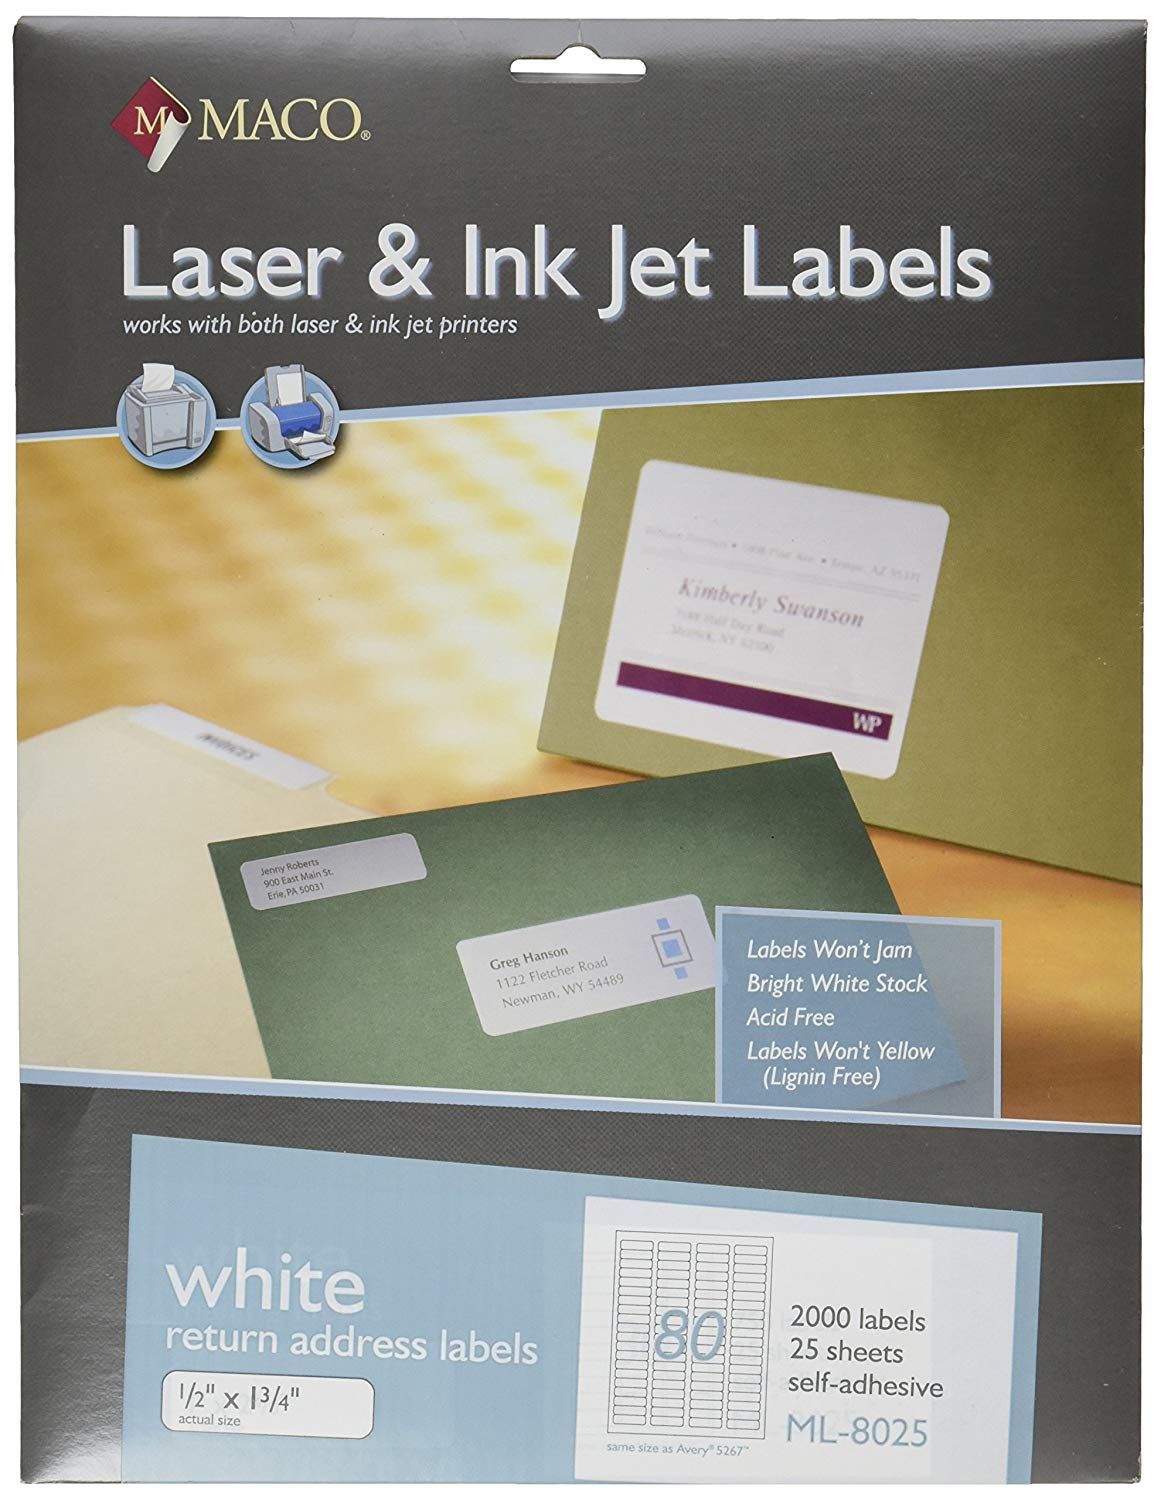 M MACO®
Laser & Ink Jet Labels
works with both laser & ink jet printers
Kimberly Swanson
WP
INVOICES
Jenny Roberts
900 East Main St.
Erie, PA 50031
Greg Hanson
1122 Fletcher Road
Newman, WY 54489
Labels Won't Jam
Bright White Stock
Acid Free
Labels Won't Yellow
(Lignin Free)
white
return address labels
1/2" x 1 3/4"
actual size
80
2000 labels
25 sheets
self-adhesive
ML-8025
same size as Avery® 5267™